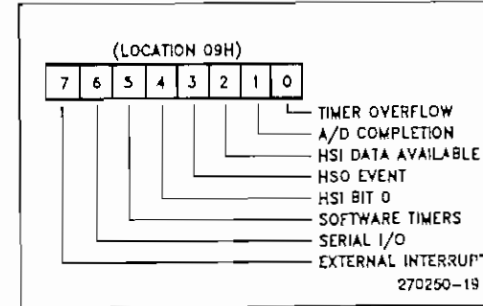 (LOCATION 09H)
7 6 5 4 3 2 1 0
TIMER OVERFLOW
A/D COMPLETION
HSI DATA AVAILABLE
HSO EVENT
HSI BIT 0
SOFTWARE TIMERS
SERIAL I/O
EXTERNAL INTERRUPT
270250-19